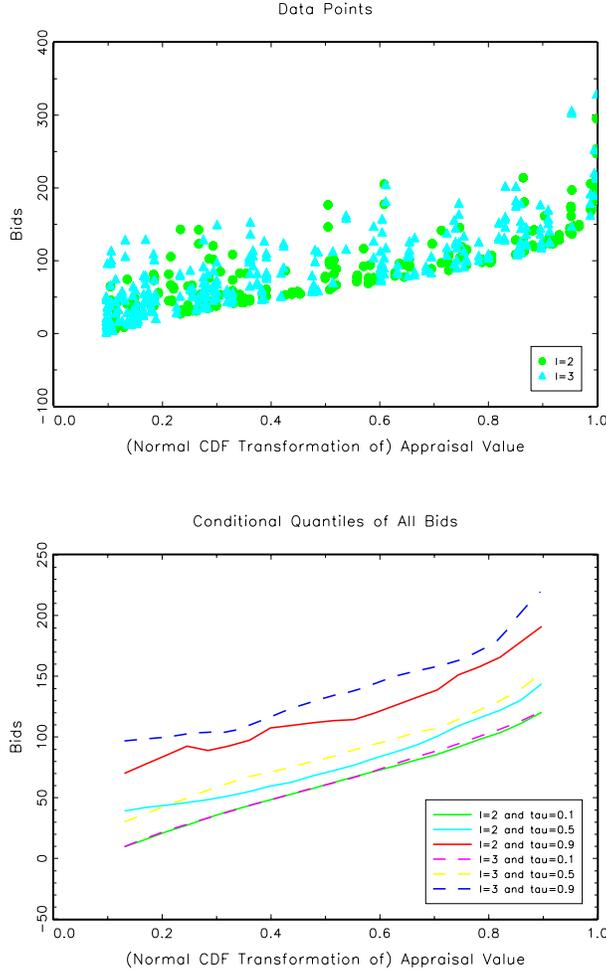 Data Points
400
300
200
100
0
-100
Bids
0.0 0.2 0.4 0.6 0.8 1.0
(Normal CDF Transformation of) Appraisal Value
I=2
I=3
Conditional Quantiles of All Bids
250
200
150
100
50
0
-50
Bids
0.0 0.2 0.4 0.6 0.8 1.0
(Normal CDF Transformation of) Appraisal Value
I=2 and tau=0.1
I=2 and tau=0.5
I=2 and tau=0.9
I=3 and tau=0.1
I=3 and tau=0.5
I=3 and tau=0.9